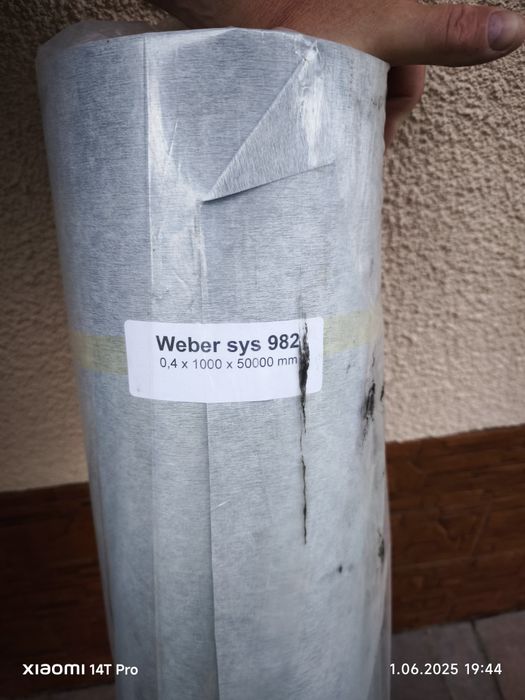 Weber sys 982
0,4 x 1000 x 50000 mm
XIAOMI 14T Pro
1.06.2025 19:44